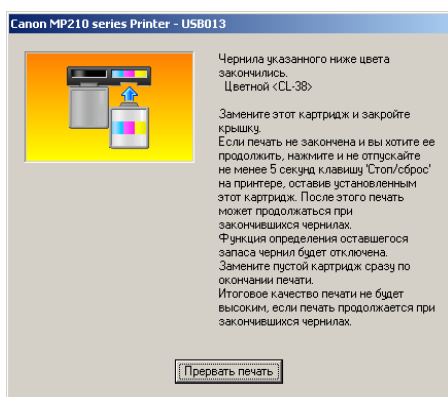 Canon MP210 series Printer - USB013
Чернила указанного ниже цвета
закончились.
Цветной <CL-38>
Замените этот картридж и закройте
крышку.
Если печать не закончена и вы хотите ее
продолжить, нажмите и не отпускайте
не менее 5 секунд клавишу 'Стоп/сброс'
на принтере, оставив установленным
этот картридж. После этого печать
может продолжаться при
закончившихся чернилах.
Функция определения оставшегося
запаса чернил будет отключена.
Замените пустой картридж сразу по
окончании печати.
Итоговое качество печати не будет
высоким, если печать продолжается при
закончившихся чернилах.
Прервать печать